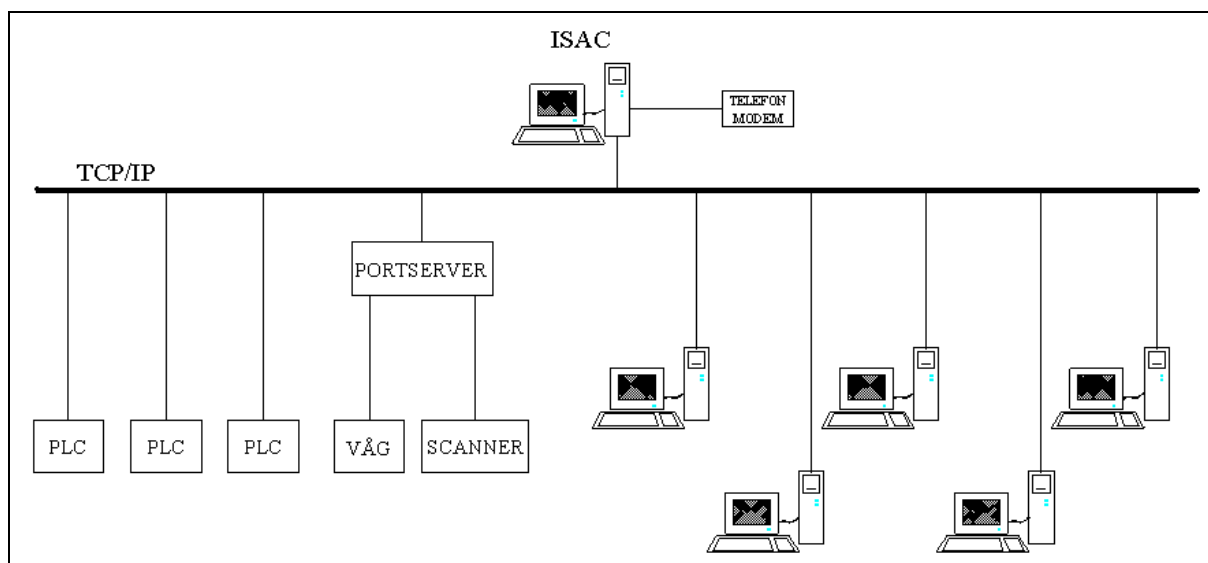 ISAC
TELEFON
MODEM
TCP/IP
PORTSERVER
PLC
PLC
PLC
VÅG
SCANNER